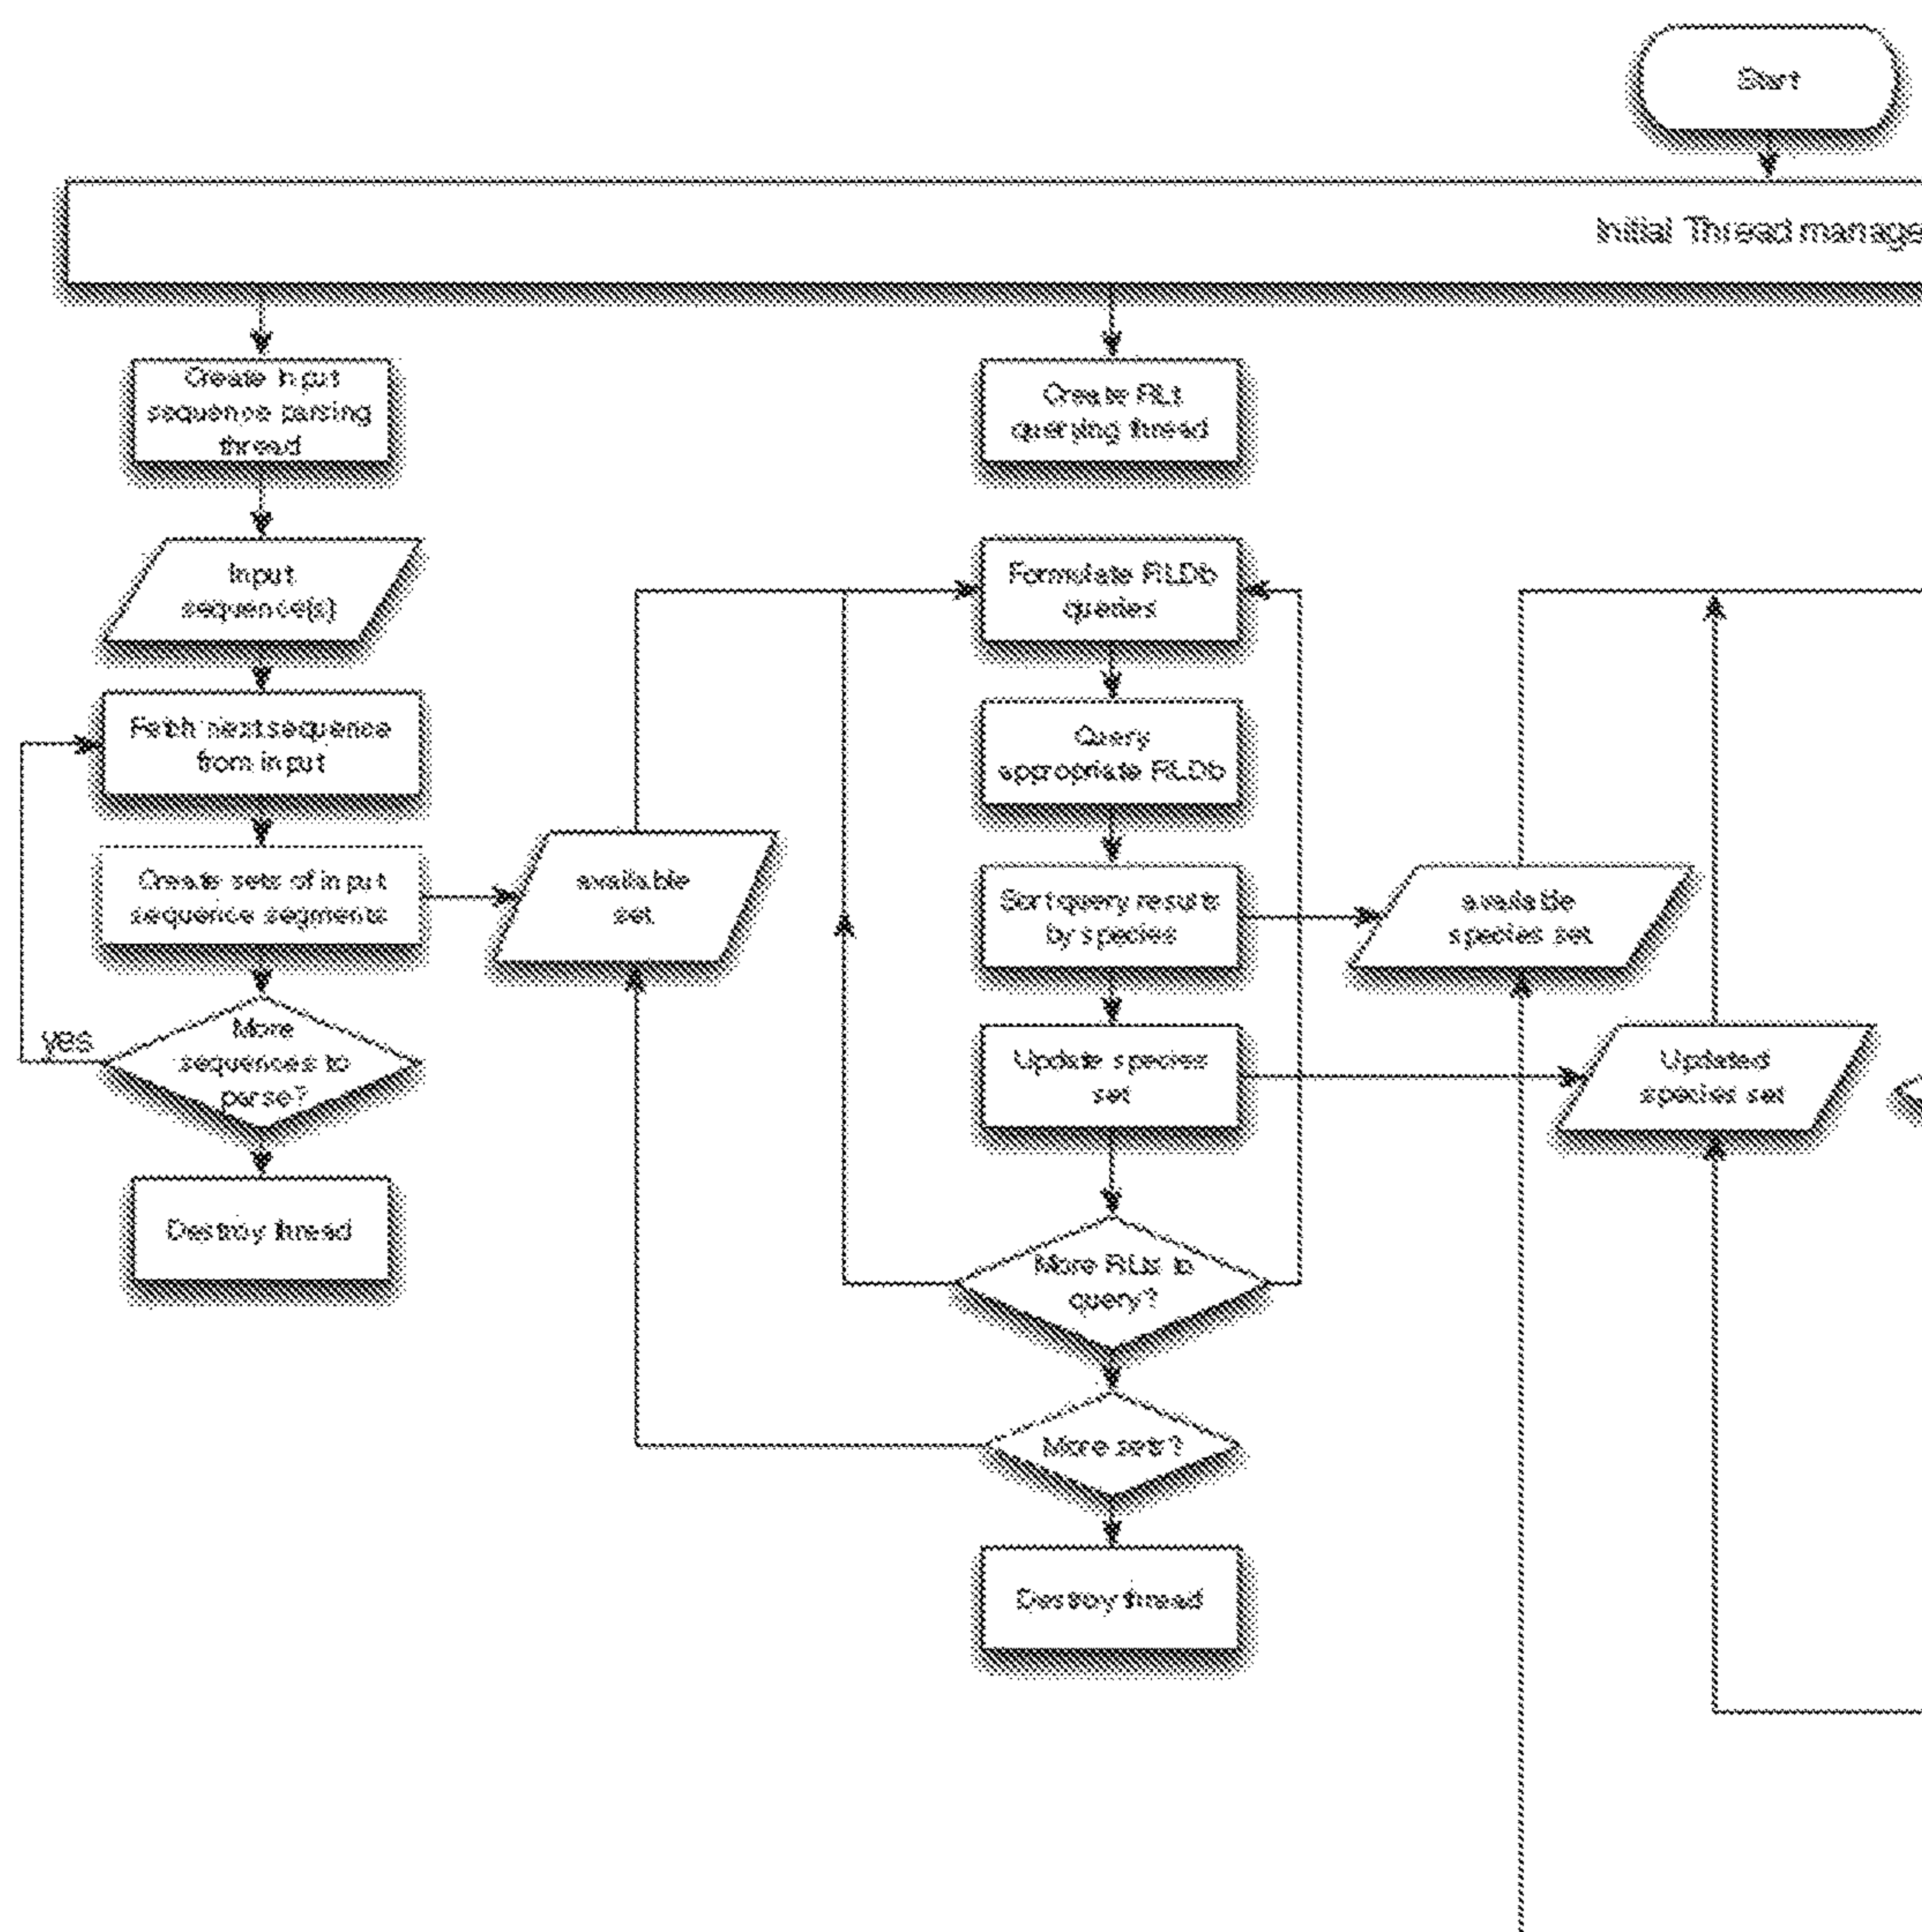 Start
Initial Thread manage
Create input
sequence parsing
thread
Create RLt
querying thread
Input
sequence(s)
Formulate RLDb
queries
Fetch next sequence
from input
Query
appropriate RLDb
Create sets of input
sequence segments
available
set
Sort query results
by species
available
species set
yes
More
sequences to
parse?
Update species
set
Updated
species set
Destroy thread
More RLts to
query?
More sets?
Destroy thread